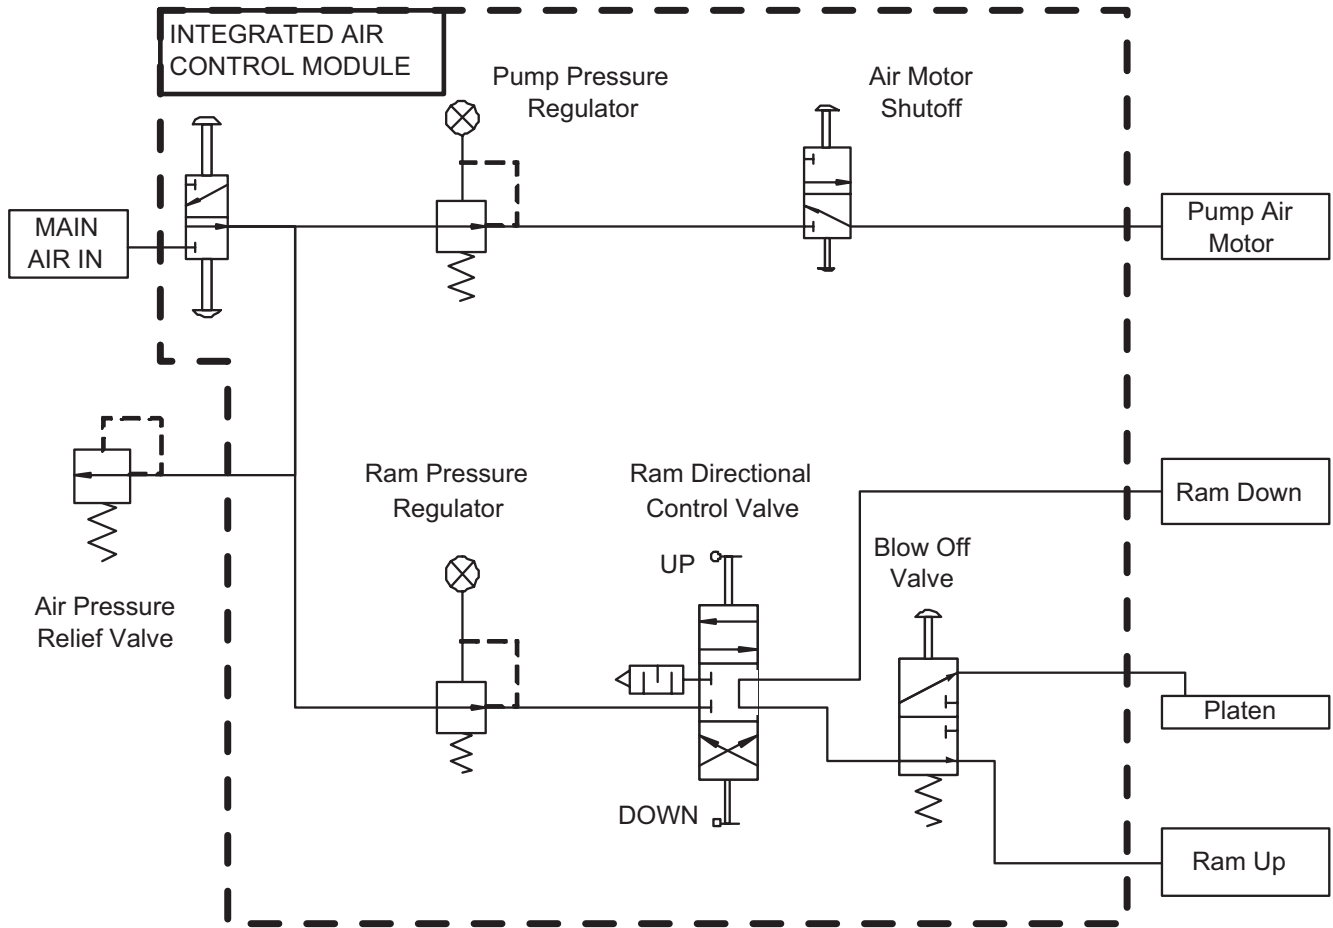 INTEGRATED AIR
CONTROL MODULE
Pump Pressure
Regulator
Air Motor
Shutoff
MAIN
AIR IN
Pump Air
Motor
Ram Pressure
Regulator
Ram Directional
Control Valve
Ram Down
Blow Off
Valve
UP
Air Pressure
Relief Valve
Platen
DOWN
Ram Up